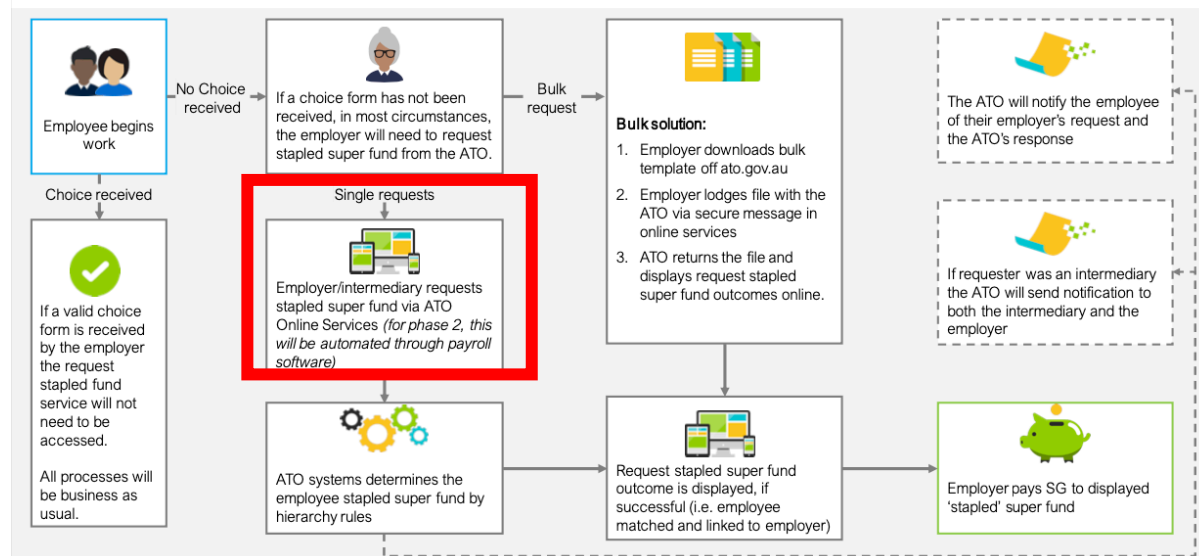 Employee begins
work
No Choice
received
If a choice form has not been
received, in most circumstances,
the employer will need to request
stapled super fund from the ATO.
Bulk
request
Bulk solution:
1. Employer downloads bulk
template off ato.gov.au
2. Employer lodges file with the
ATO via secure message in
online services
3. ATO returns the file and
displays request stapled
super fund outcomes online.
The ATO will notify the employee
of their employer's request and
the ATO's response
Choice received
If a valid choice
form is received
by the employer
the request
stapled fund
service will not
need to be
accessed.
All processes will
be business as
usual.
Single requests
Employer/intermediary requests
stapled super fund via ATO
Online Services (for phase 2, this
will be automated through payroll
software)
If requester was an intermediary
the ATO will send notification to
both the intermediary and the
employer
ATO systems determines the
employee stapled super fund by
hierarchy rules
Request stapled super fund
outcome is displayed, if
successful (i.e. employee
matched and linked to employer)
Employer pays SG to displayed
‘stapled’ super fund